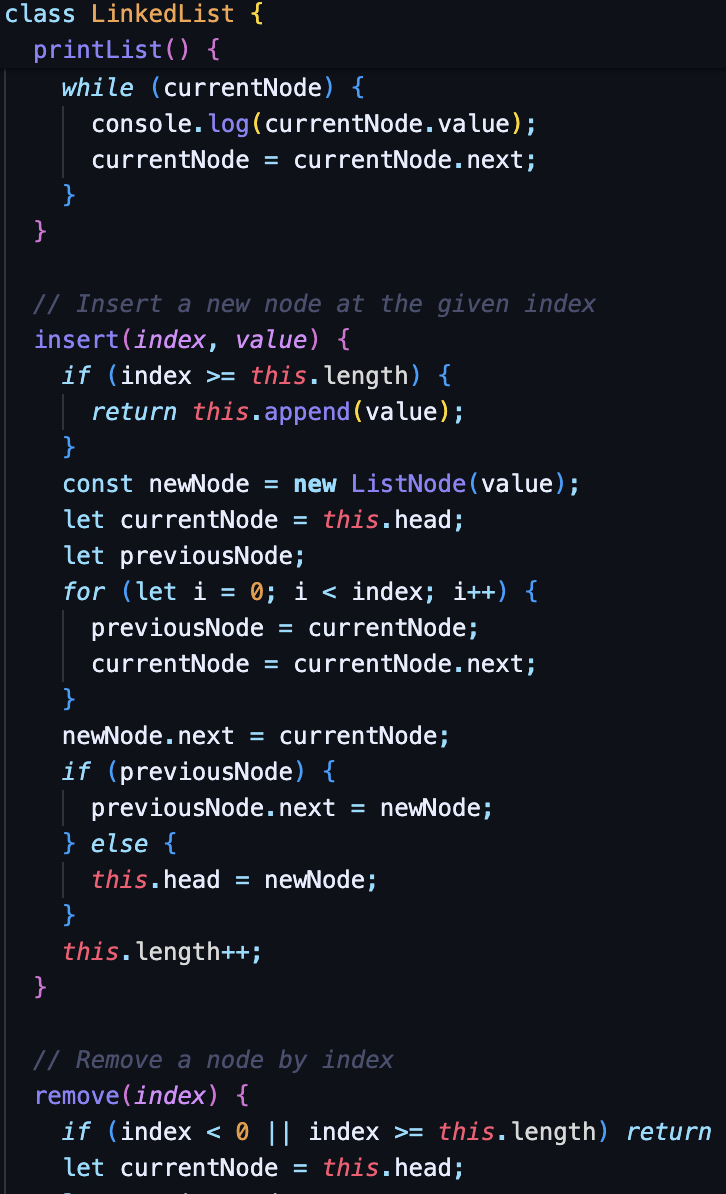 class LinkedList {
  printList() {
    while (currentNode) {
      console.log(currentNode.value);
      currentNode = currentNode.next;
    }
  }

  // Insert a new node at the given index
  insert(index, value) {
    if (index >= this.length) {
      return this.append(value);
    }
    const newNode = new ListNode(value);
    let currentNode = this.head;
    let previousNode;
    for (let i = 0; i < index; i++) {
      previousNode = currentNode;
      currentNode = currentNode.next;
    }
    newNode.next = currentNode;
    if (previousNode) {
      previousNode.next = newNode;
    } else {
      this.head = newNode;
    }
    this.length++;
  }

  // Remove a node by index
  remove(index) {
    if (index < 0 || index >= this.length) return
    let currentNode = this.head;